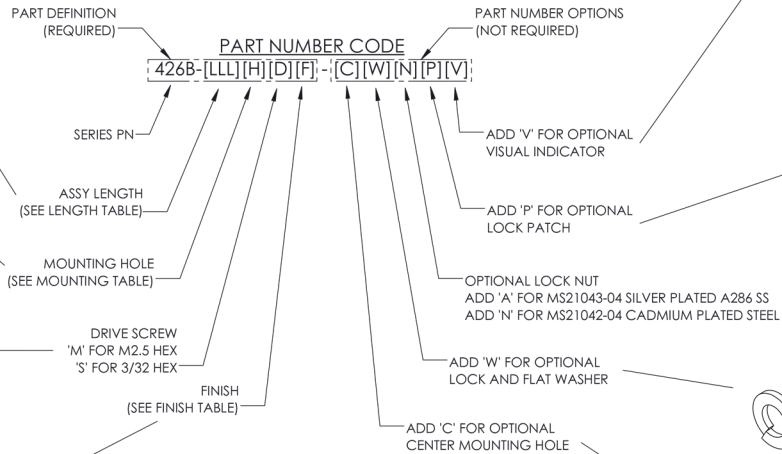 PART DEFINITION
(REQUIRED)
PART NUMBER OPTIONS
(NOT REQUIRED)
PART NUMBER CODE
426B-[LLL][H][D][F] - [C][W][N][P][V]
SERIES PN
ADD 'V' FOR OPTIONAL
VISUAL INDICATOR
ASSY LENGTH
(SEE LENGTH TABLE)
ADD 'P' FOR OPTIONAL
LOCK PATCH
MOUNTING HOLE
(SEE MOUNTING TABLE)
OPTIONAL LOCK NUT
ADD 'A' FOR MS21043-04 SILVER PLATED A286 SS
ADD 'N' FOR MS21042-04 CADMIUM PLATED STEEL
DRIVE SCREW
'M' FOR M2.5 HEX
'S' FOR 3/32 HEX
ADD 'W' FOR OPTIONAL
LOCK AND FLAT WASHER
FINISH
(SEE FINISH TABLE)
ADD 'C' FOR OPTIONAL
CENTER MOUNTING HOLE